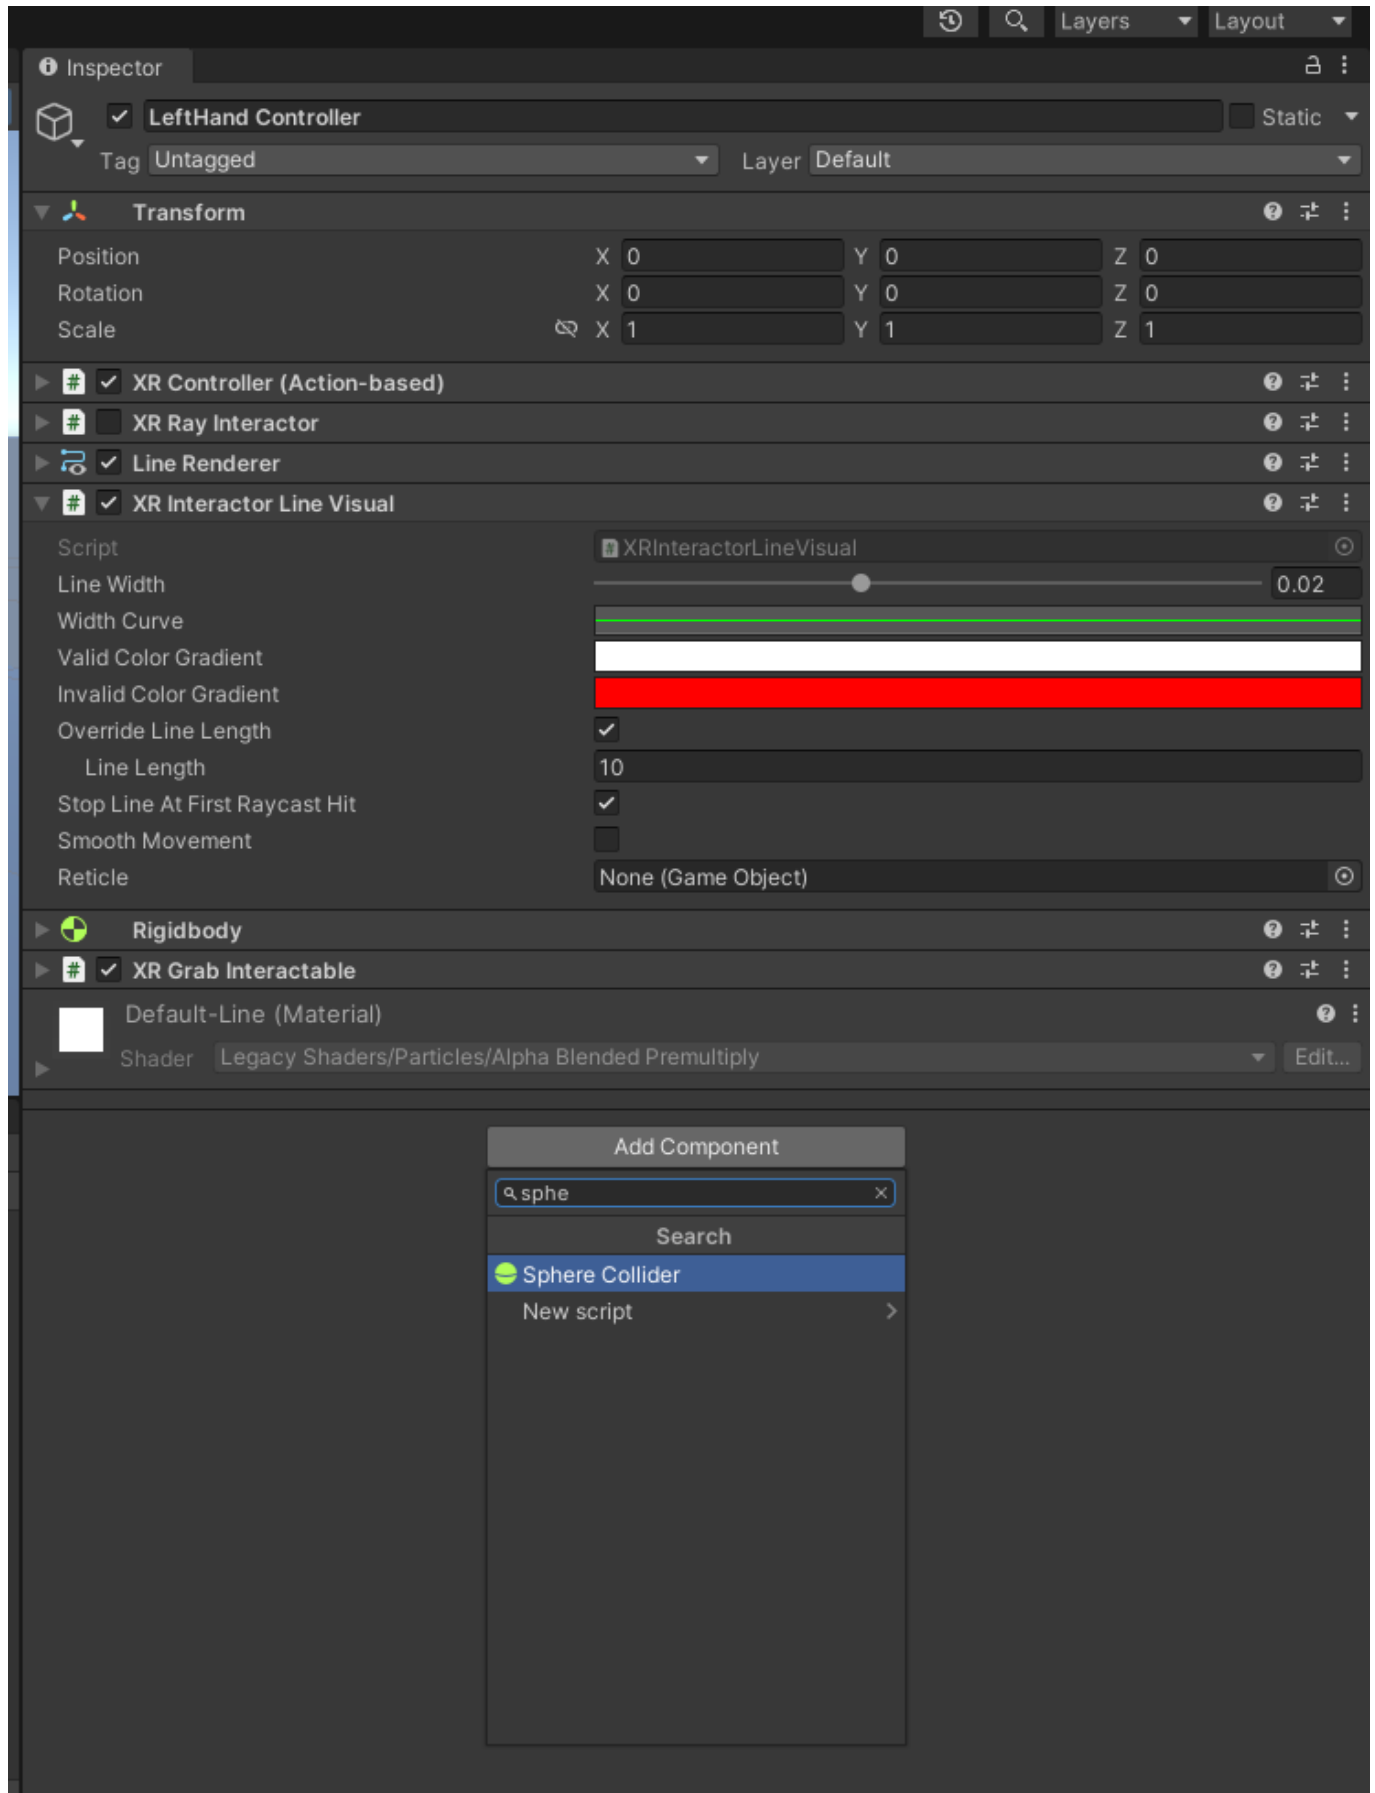 Layers Layout
Inspector
LeftHand Controller Static
Tag Untagged Layer Default
Transform
Position X 0 Y 0 Z 0
Rotation X 0 Y 0 Z 0
Scale X 1 Y 1 Z 1
XR Controller (Action-based)
XR Ray Interactor
Line Renderer
XR Interactor Line Visual
Script XRInteractorLineVisual
Line Width 0.02
Width Curve
Valid Color Gradient
Invalid Color Gradient
Override Line Length
Line Length 10
Stop Line At First Raycast Hit
Smooth Movement
Reticle None (Game Object)
Rigidbody
XR Grab Interactable
Default-Line (Material)
Shader Legacy Shaders/Particles/Alpha Blended Premultiply Edit...
Add Component
sphe
Search
Sphere Collider
New script